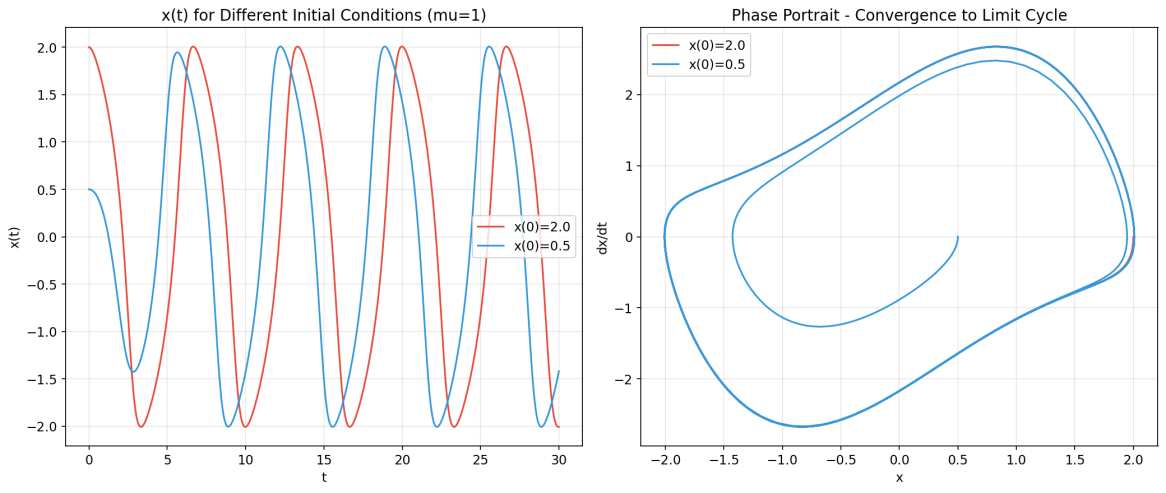 x(t) for Different Initial Conditions (mu=1)
2.0
1.5
1.0
0.5
0.0
−0.5
−1.0
−1.5
−2.0
x(t)
x(0)=2.0
x(0)=0.5
0 5 10 15 20 25 30
t
Phase Portrait - Convergence to Limit Cycle
x(0)=2.0
x(0)=0.5
2
1
0
−1
−2
dx/dt
−2.0 −1.5 −1.0 −0.5 0.0 0.5 1.0 1.5 2.0
x